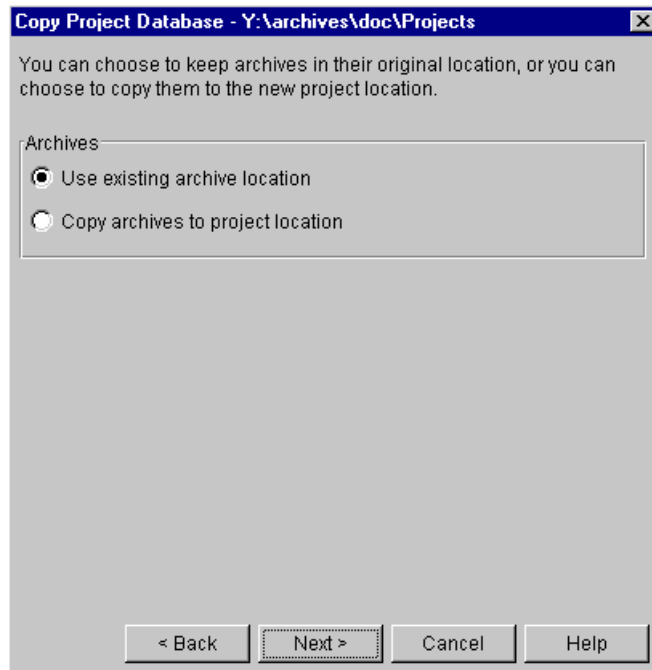 Copy Project Database - Y:\archives\doc\Projects
You can choose to keep archives in their original location, or you can
choose to copy them to the new project location.
Archives
Use existing archive location
Copy archives to project location
< Back Next > Cancel Help